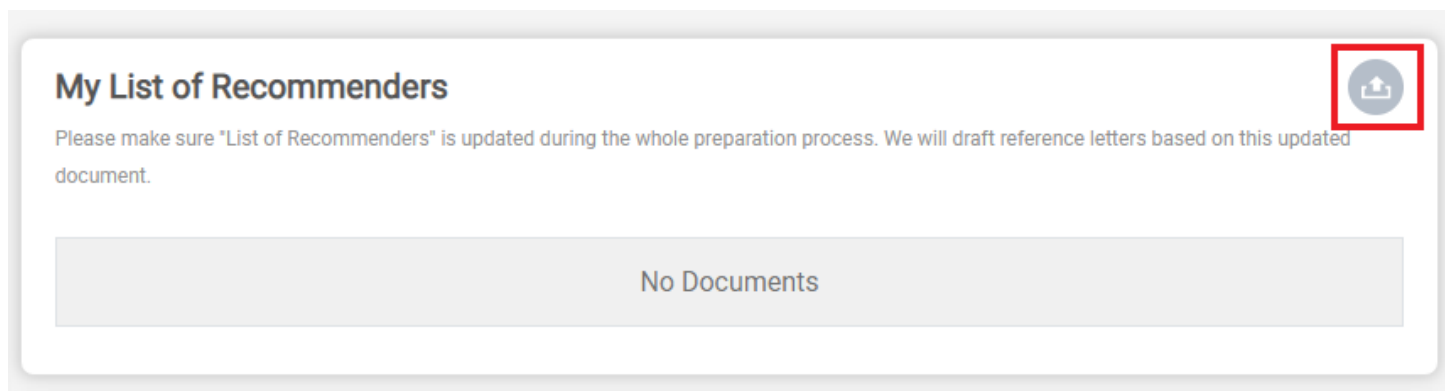 My List of Recommenders
Please make sure "List of Recommenders" is updated during the whole preparation process. We will draft reference letters based on this updated
document.
No Documents